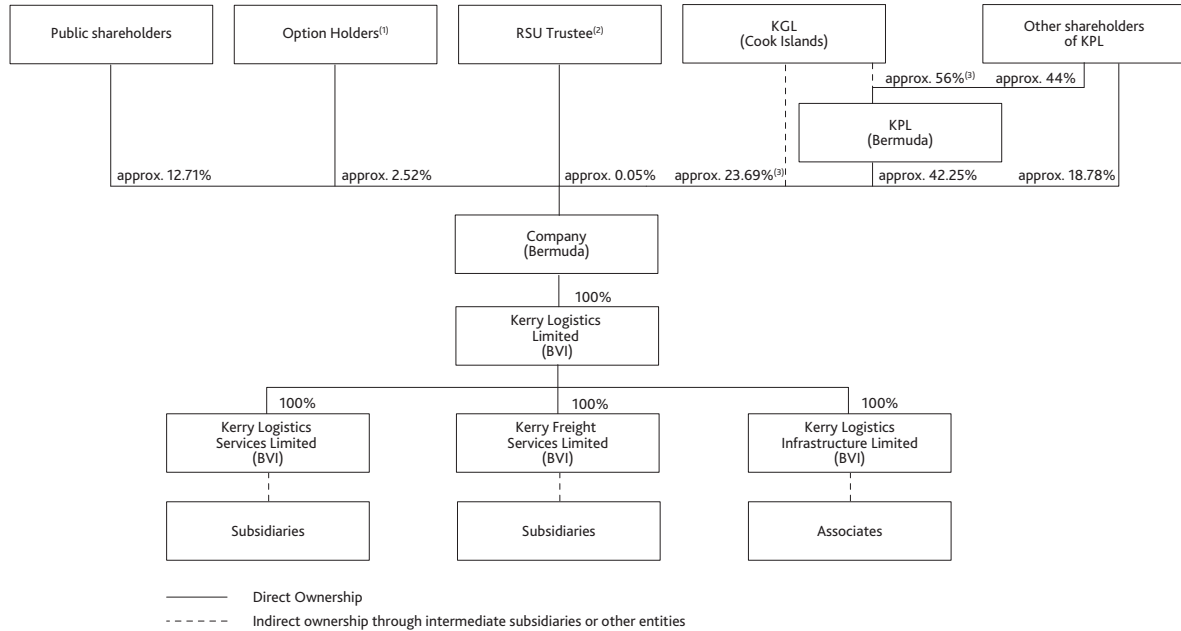 Public shareholders
Option Holders(1)
RSU Trustee(2)
KGL
(Cook Islands)
Other shareholders
of KPL
approx. 56%(3)
approx. 44%
KPL
(Bermuda)
approx. 12.71%
approx. 2.52%
approx. 0.05%
approx. 23.69%(3)
approx. 42.25%
approx. 18.78%
Company
(Bermuda)
100%
Kerry Logistics
Limited
(BVI)
100%
100%
100%
Kerry Logistics
Services Limited
(BVI)
Kerry Freight
Services Limited
(BVI)
Kerry Logistics
Infrastructure Limited
(BVI)
Subsidiaries
Subsidiaries
Associates
Direct Ownership
Indirect ownership through intermediate subsidiaries or other entities